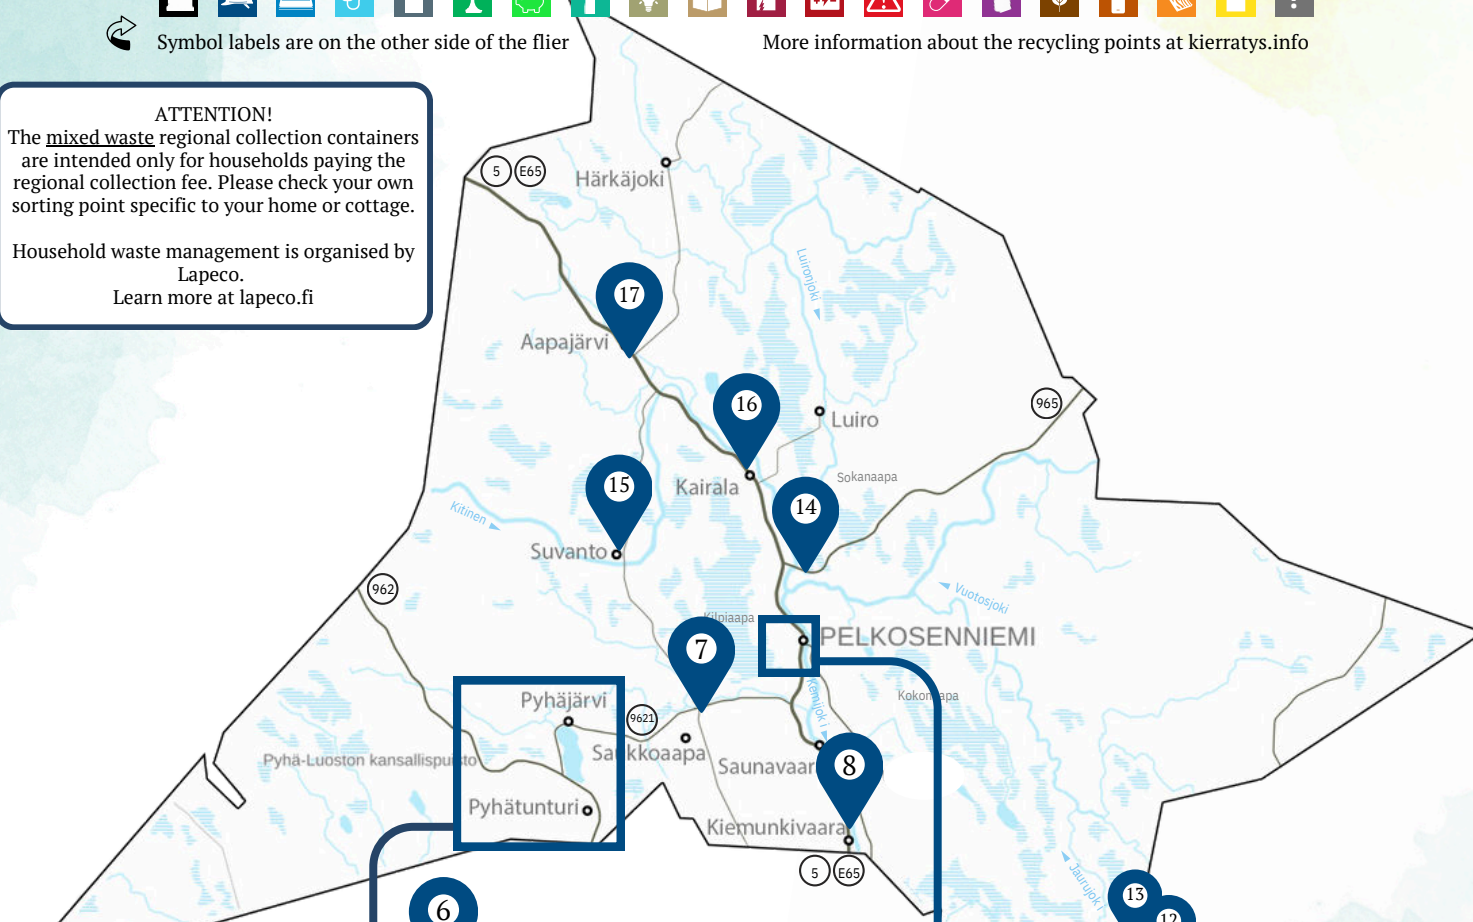 Symbol labels are on the other side of the flier
More information about the recycling points at kierratys.info
ATTENTION!
The mixed waste regional collection containers
are intended only for households paying the
regional collection fee. Please check your own
sorting point specific to your home or cottage.
Household waste management is organised by
Lapeco.
Learn more at lapeco.fi
5 E65
Härkäjoki
Luironjoki
17
Aapajärvi
16
965
Luiro
15
Kairala
Sokanaapa
14
Kitinen
Suvanto
962
Vuotosjoki
Kilpiaapa
7
PELKOSENNIEMI
Pyhäjärvi
9621
Kemijoki
Kokonaapa
Saukkoaapa
Pyhä-Luoston kansallispuisto
Saunavaar
8
Pyhätunturi
Kiemunkivaara
5 E65
Jaurujoki
13
6
12